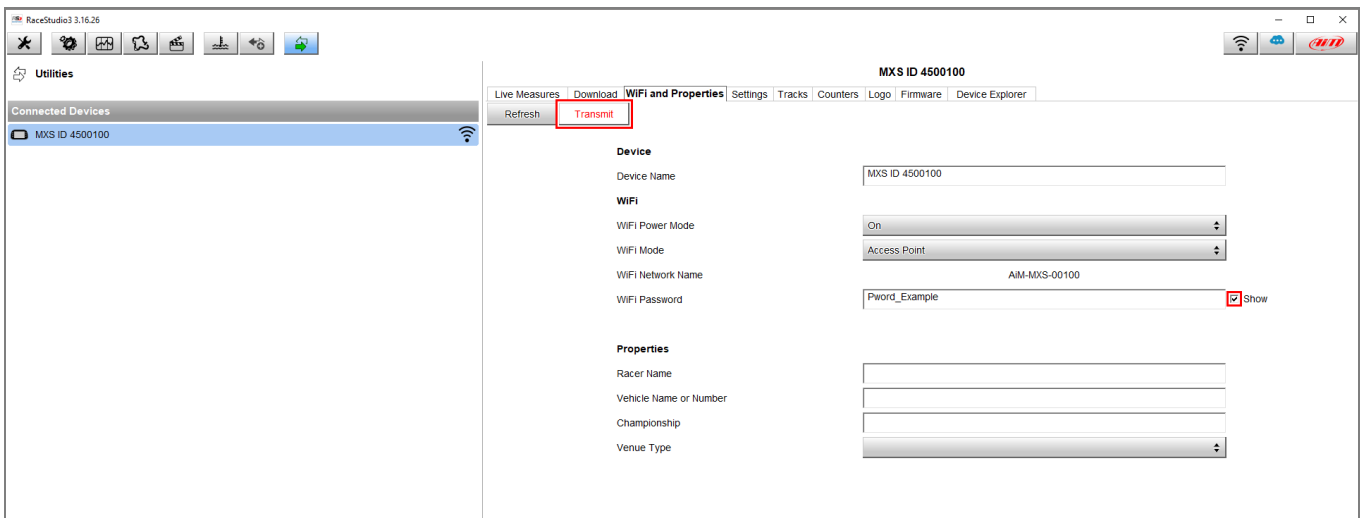 RaceStudio3 3.16.26
AiM
Utilities
MXS ID 4500100
Live Measures Download WiFi and Properties Settings Tracks Counters Logo Firmware Device Explorer
Connected Devices
Refresh Transmit
MXS ID 4500100
Device
Device Name MXS ID 4500100
WiFi
WiFi Power Mode On
WiFi Mode Access Point
WiFi Network Name AiM-MXS-00100
WiFi Password Pword_Example Show
Properties
Racer Name
Vehicle Name or Number
Championship
Venue Type